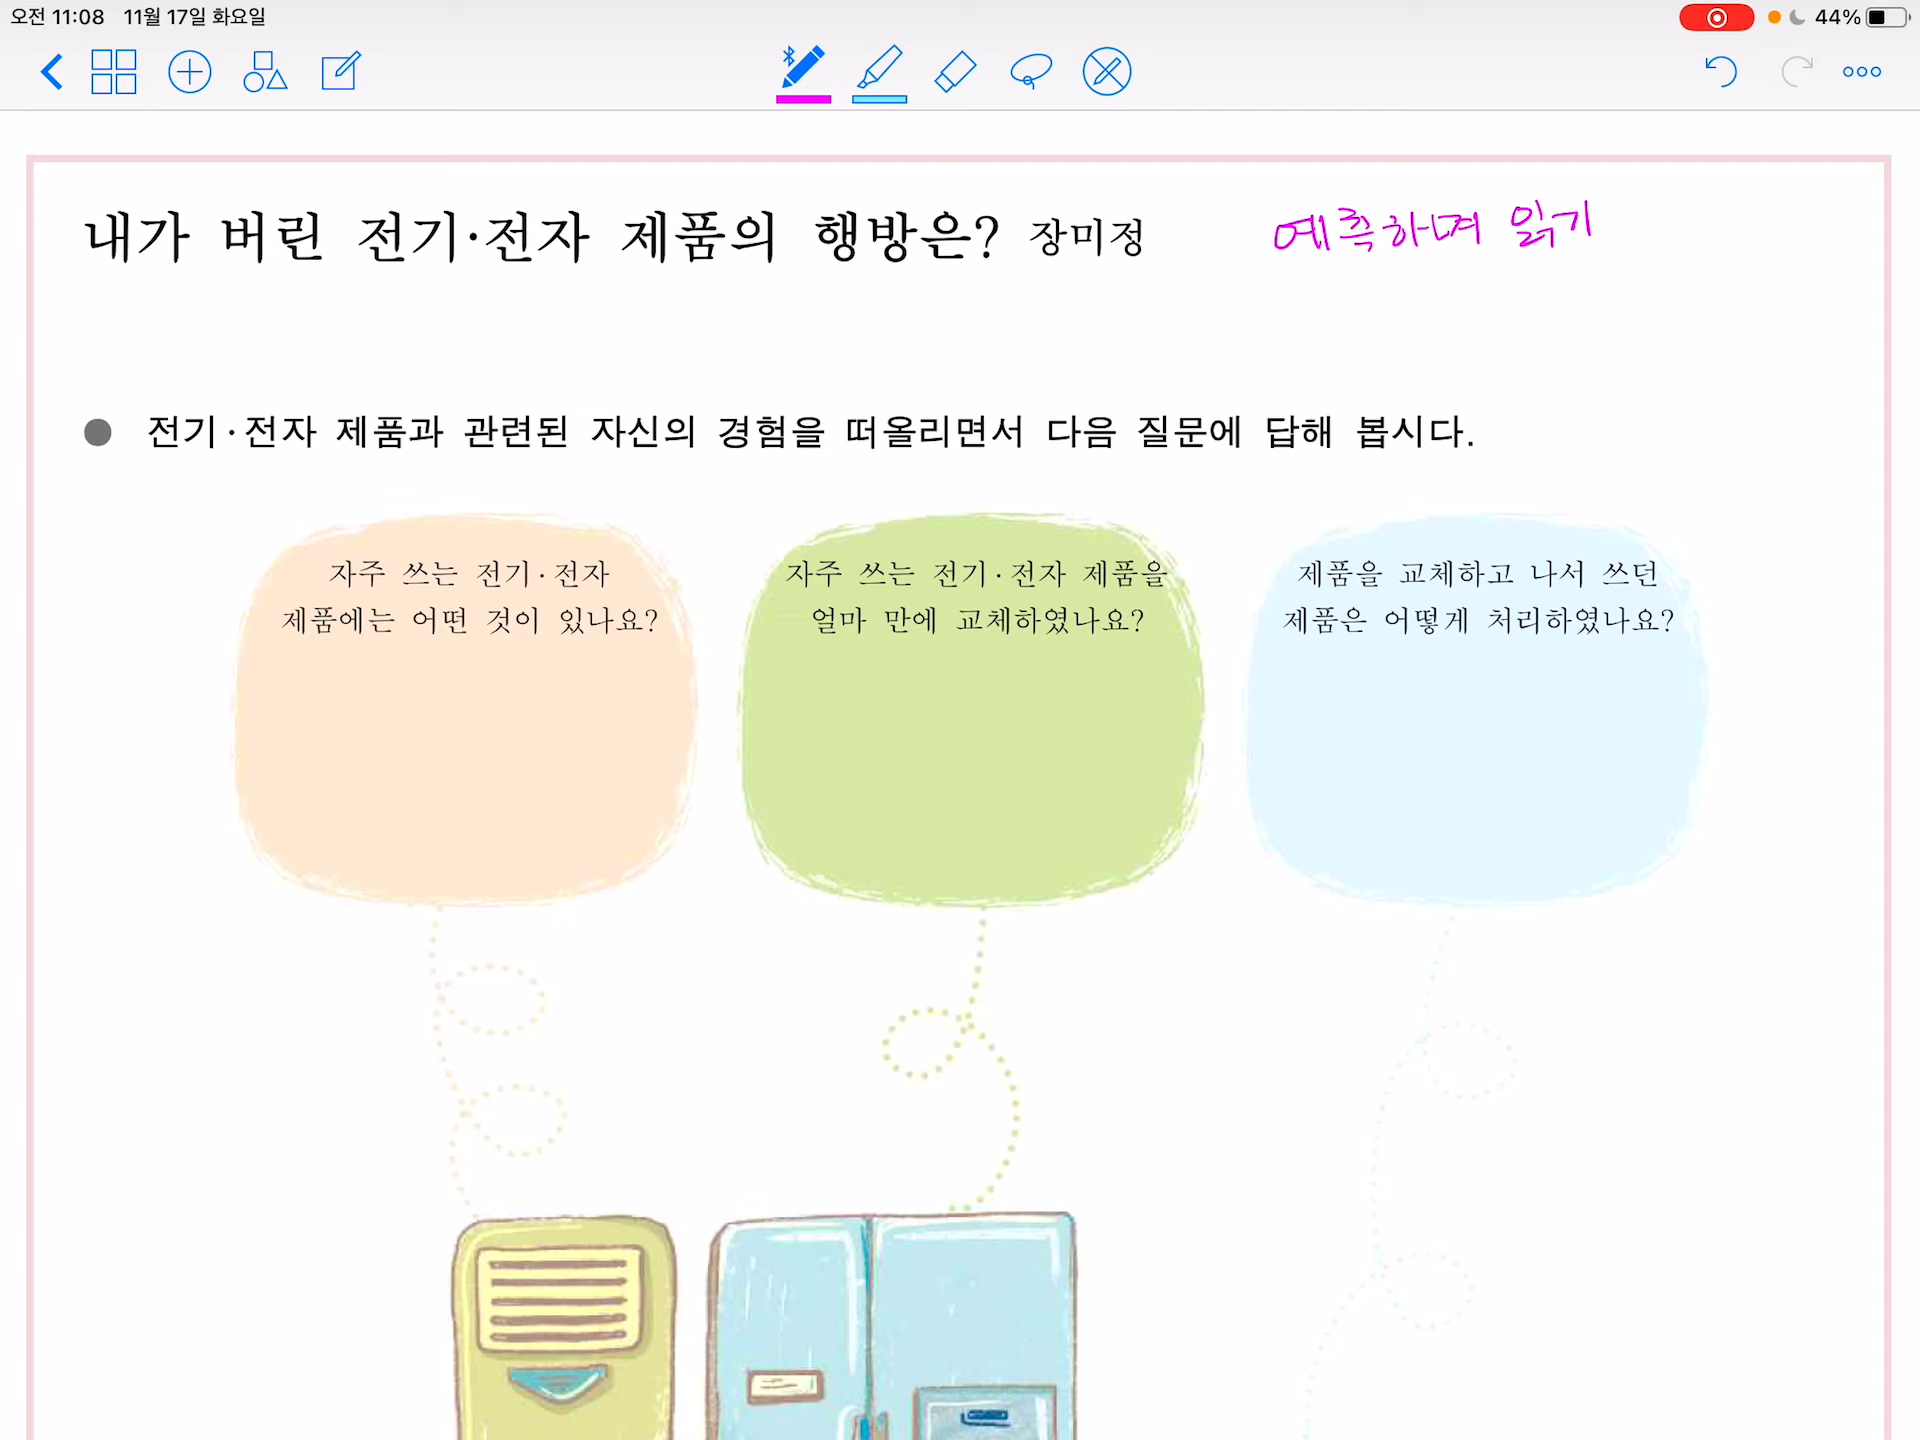 오전 11:08 11월 17일 화요일 44%
내가 버린 전기·전자 제품의 행방은? 장미정 예측하며 읽기
전기·전자 제품과 관련된 자신의 경험을 떠올리면서 다음 질문에 답해 봅시다.
자주 쓰는 전기·전자
제품에는 어떤 것이 있나요?
자주 쓰는 전기·전자 제품을
얼마 만에 교체하였나요?
제품을 교체하고 나서 쓰던
제품은 어떻게 처리하였나요?